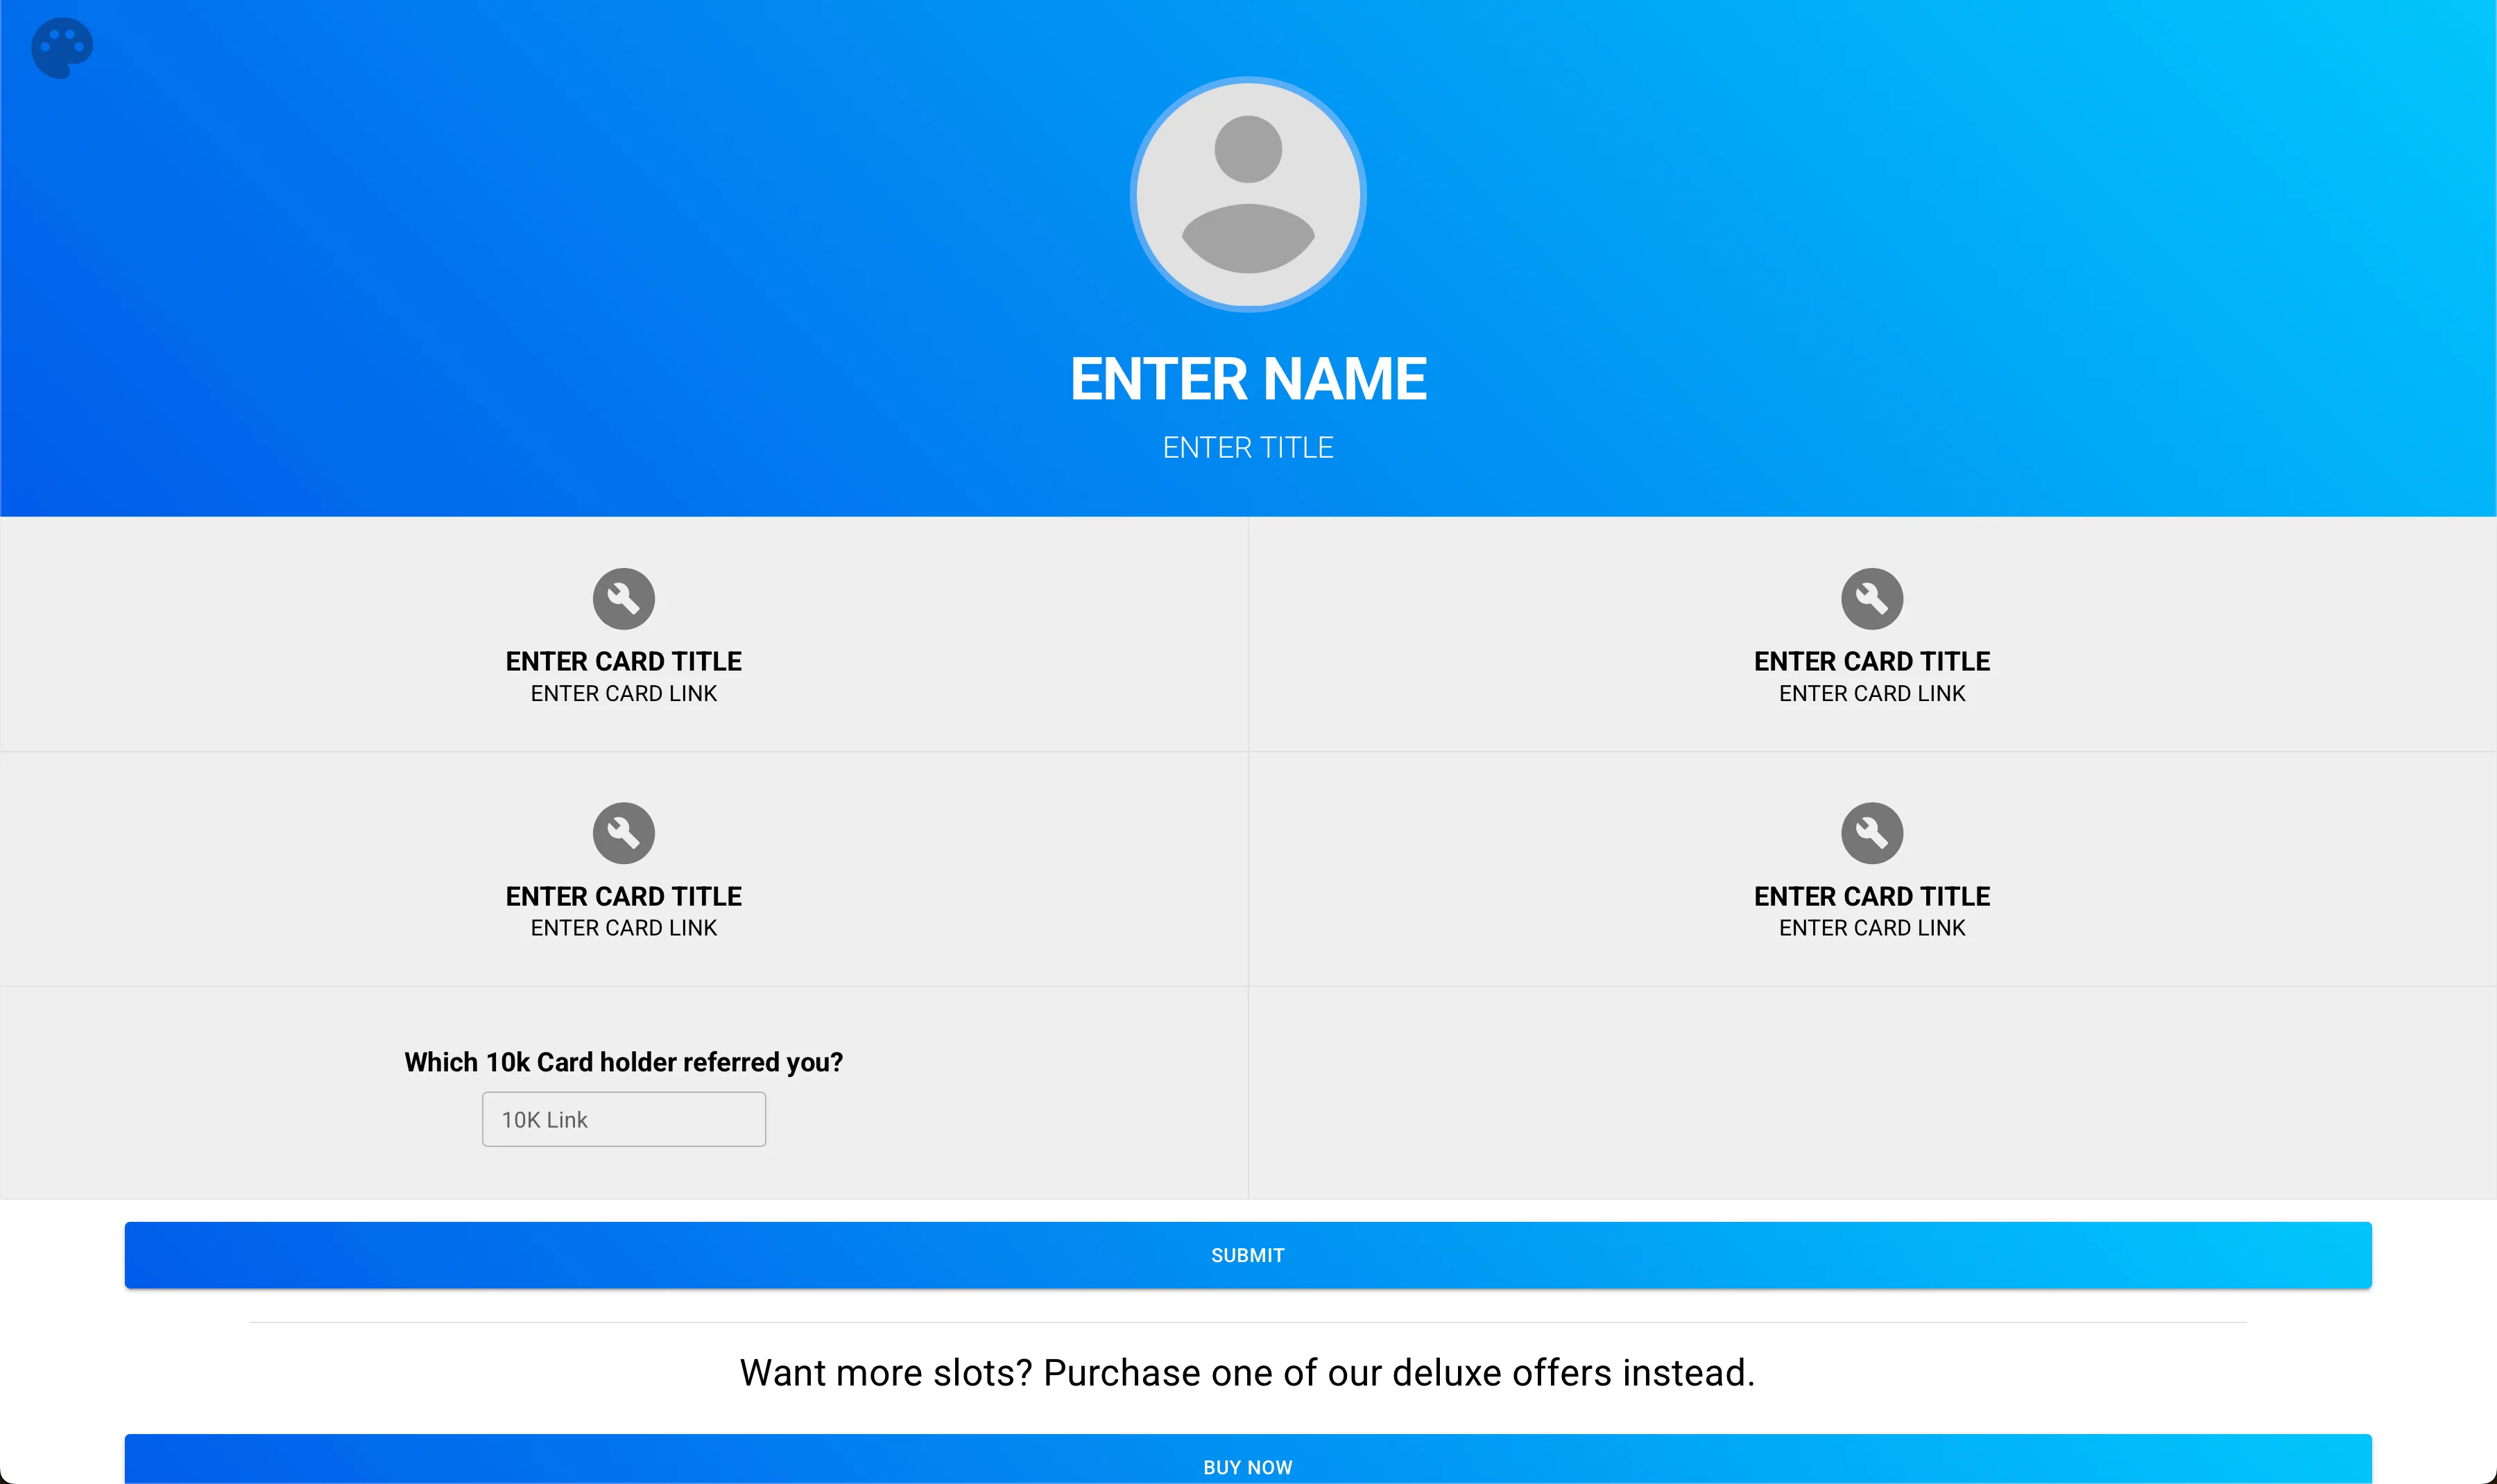 ENTER NAME
ENTER TITLE
ENTER CARD TITLE
ENTER CARD LINK
ENTER CARD TITLE
ENTER CARD LINK
ENTER CARD TITLE
ENTER CARD LINK
ENTER CARD TITLE
ENTER CARD LINK
Which 10k Card holder referred you?
10K Link
SUBMIT
Want more slots? Purchase one of our deluxe offers instead.
BUY NOW